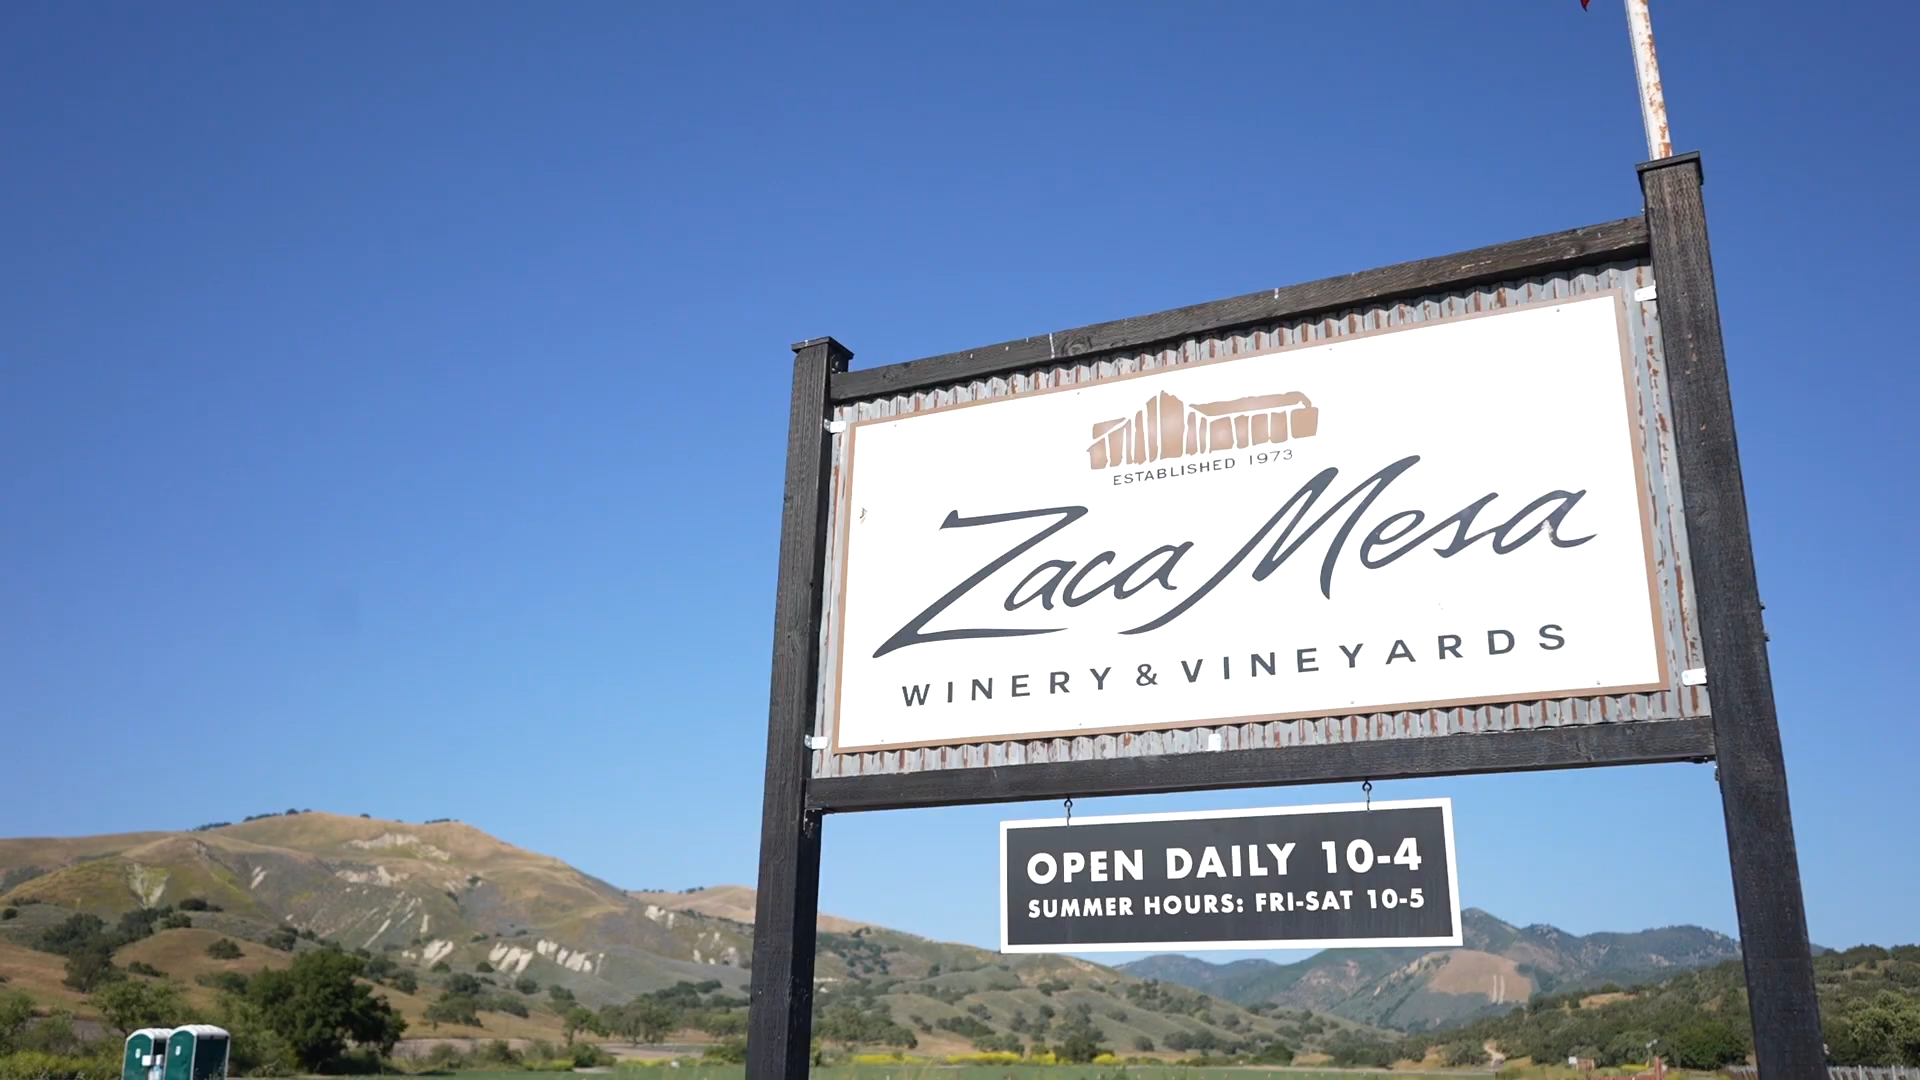 ESTABLISHED 1973
Zaca Mesa
WINERY & VINEYARDS
OPEN DAILY 10-4
SUMMER HOURS: FRI-SAT 10-5